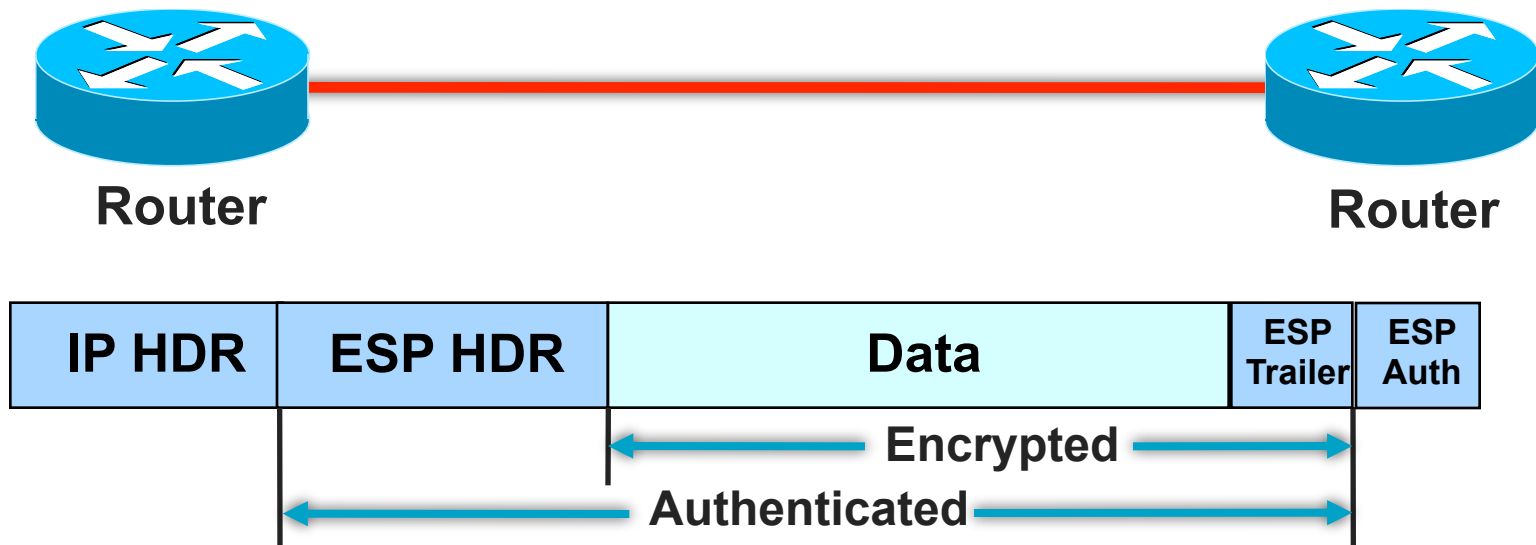 Router
Router
IP HDR
ESP HDR
Data
ESP
Trailer
ESP
Auth
Encrypted
Authenticated